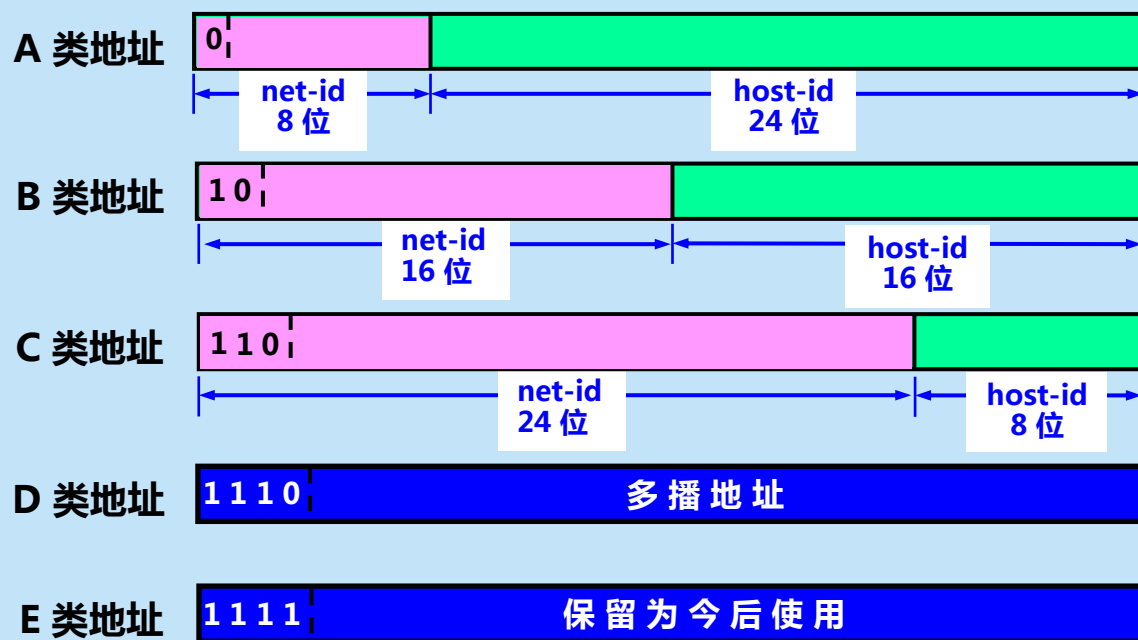 A 类地址
0
net-id
8 位
host-id
24 位
B 类地址
1 0
net-id
16 位
host-id
16 位
C 类地址
1 1 0
net-id
24 位
host-id
8 位
D 类地址
1 1 1 0
多 播 地 址
E 类地址
1 1 1 1
保 留 为 今 后 使 用